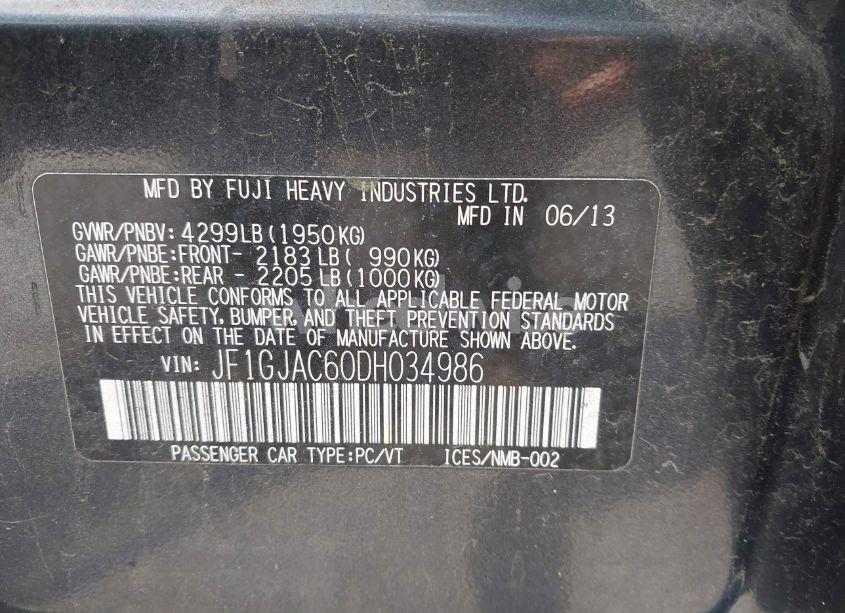 MFD BY FUJI HEAVY INDUSTRIES LTD.
MFD IN 06/13
GVWR/PNBV: 4299LB(1950KG)
GAWR/PNBE:FRONT- 2183LB( 990KG)
GAWR/PNBE:REAR - 2205LB(1000KG)
THIS VEHICLE CONFORMS TO ALL APPLICABLE FEDERAL MOTOR
VEHICLE SAFETY, BUMPER, AND THEFT PREVENTION STANDARDS
IN EFFECT ON THE DATE OF MANUFACTURE SHOWN ABOVE.
VIN: JF1GJAC60DH034986
PASSENGER CAR TYPE:PC/VT ICES/NMB-002